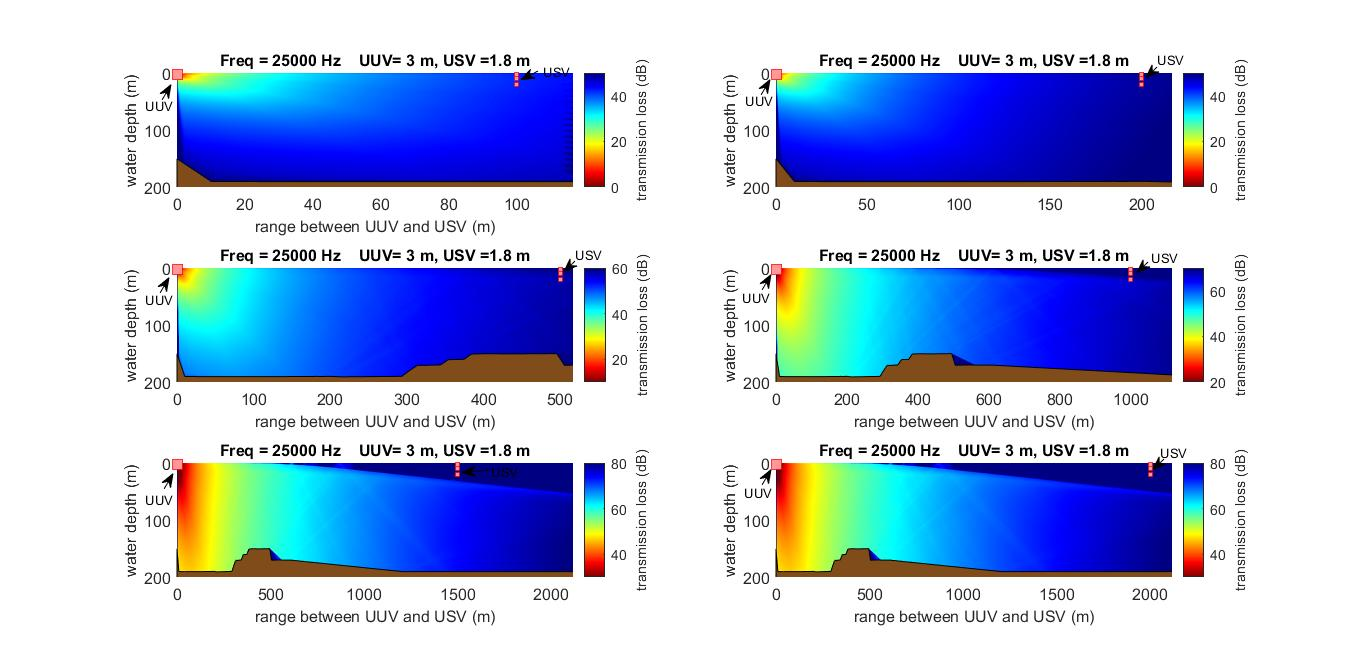 Freq = 25000 Hz UUV= 3 m, USV =1.8 m
USV
0
UUV
100
200
water depth (m)
0 20 40 60 80 100
range between UUV and USV (m)
40
20
0
transmission loss (dB)
Freq = 25000 Hz UUV= 3 m, USV =1.8 m
USV
0
UUV
100
200
water depth (m)
0 50 100 150 200
40
20
0
transmission loss (dB)
Freq = 25000 Hz UUV= 3 m, USV =1.8 m
USV
0
UUV
100
200
water depth (m)
0 100 200 300 400 500
range between UUV and USV (m)
60
40
20
transmission loss (dB)
Freq = 25000 Hz UUV= 3 m, USV =1.8 m
USV
0
UUV
100
200
water depth (m)
0 200 400 600 800 1000
range between UUV and USV (m)
60
40
20
transmission loss (dB)
Freq = 25000 Hz UUV= 3 m, USV =1.8 m
USV
0
UUV
100
200
water depth (m)
0 500 1000 1500 2000
range between UUV and USV (m)
80
60
40
transmission loss (dB)
Freq = 25000 Hz UUV= 3 m, USV =1.8 m
USV
0
UUV
100
200
water depth (m)
0 500 1000 1500 2000
range between UUV and USV (m)
80
60
40
transmission loss (dB)